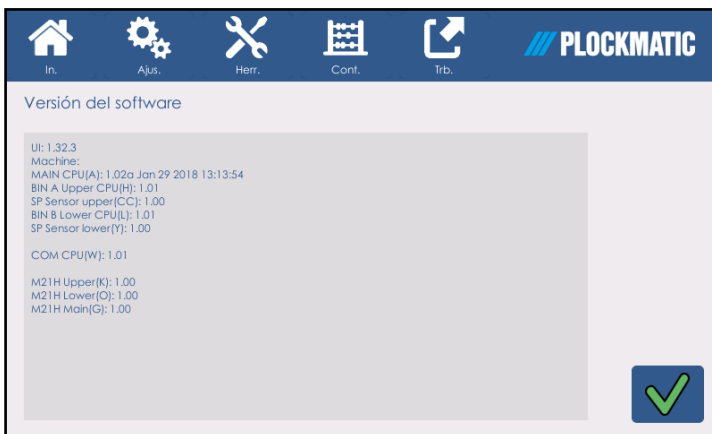 PLOCKMATIC
In.
Ajus.
Herr.
Cont.
Trb.
Versión del software
UI: 1.32.3
Machine:
MAIN CPU(A): 1.02a Jan 29 2018 13:13:54
BIN A Upper CPU(H): 1.01
SP Sensor upper(CC): 1.00
BIN B Lower CPU(L): 1.01
SP Sensor lower(Y): 1.00
COM CPU(W): 1.01
M21H Upper(K): 1.00
M21H Lower(O): 1.00
M21H Main(G): 1.00